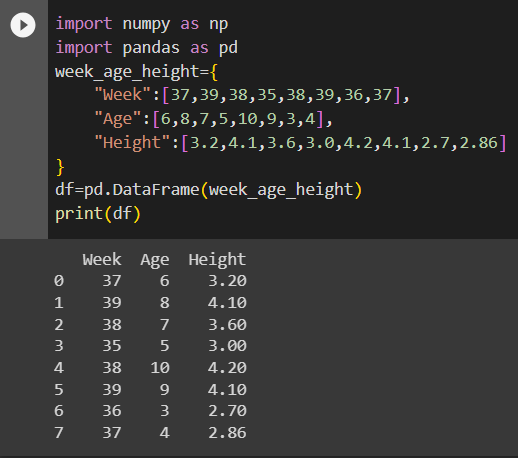 import numpy as np
import pandas as pd
week_age_height={
    "Week":[37,39,38,35,38,39,36,37],
    "Age":[6,8,7,5,10,9,3,4],
    "Height":[3.2,4.1,3.6,3.0,4.2,4.1,2.7,2.86]
}
df=pd.DataFrame(week_age_height)
print(df)
   Week  Age  Height
0    37    6    3.20
1    39    8    4.10
2    38    7    3.60
3    35    5    3.00
4    38   10    4.20
5    39    9    4.10
6    36    3    2.70
7    37    4    2.86